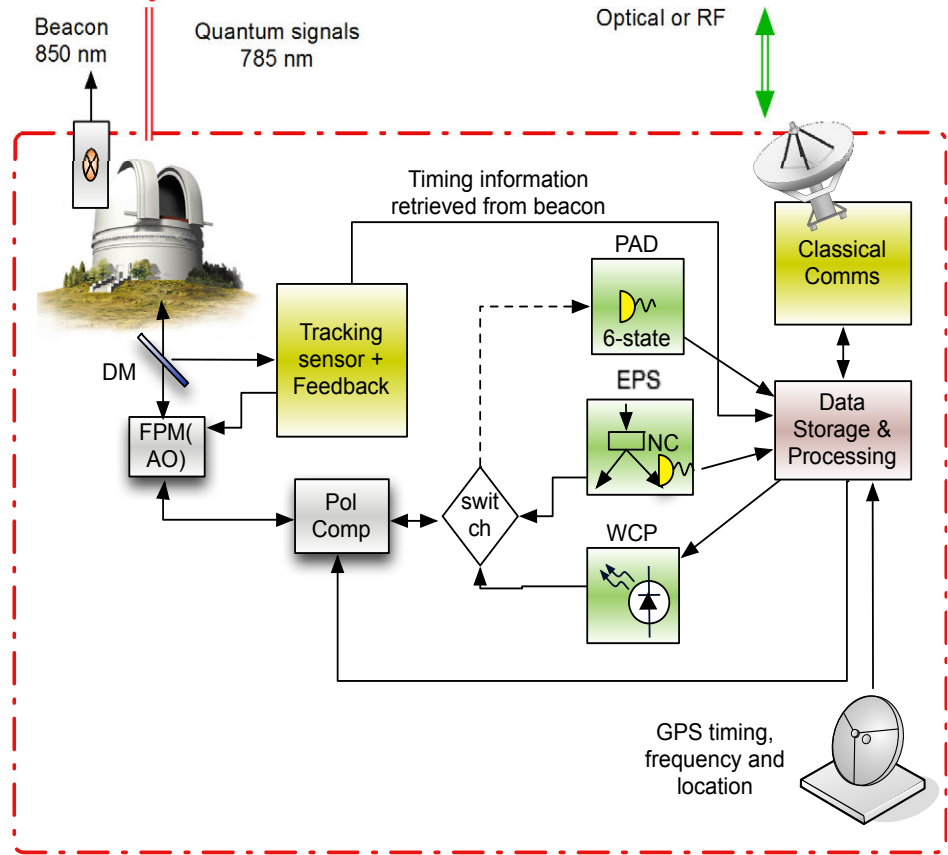 Beacon
850 nm
Quantum signals
785 nm
Optical or RF
Timing information
retrieved from beacon
PAD
6-state
Classical
Comms
DM
Tracking
sensor +
Feedback
FPM(
AO)
EPS
NC
Data
Storage &
Processing
Pol
Comp
swit
ch
WCP
GPS timing,
frequency and
location